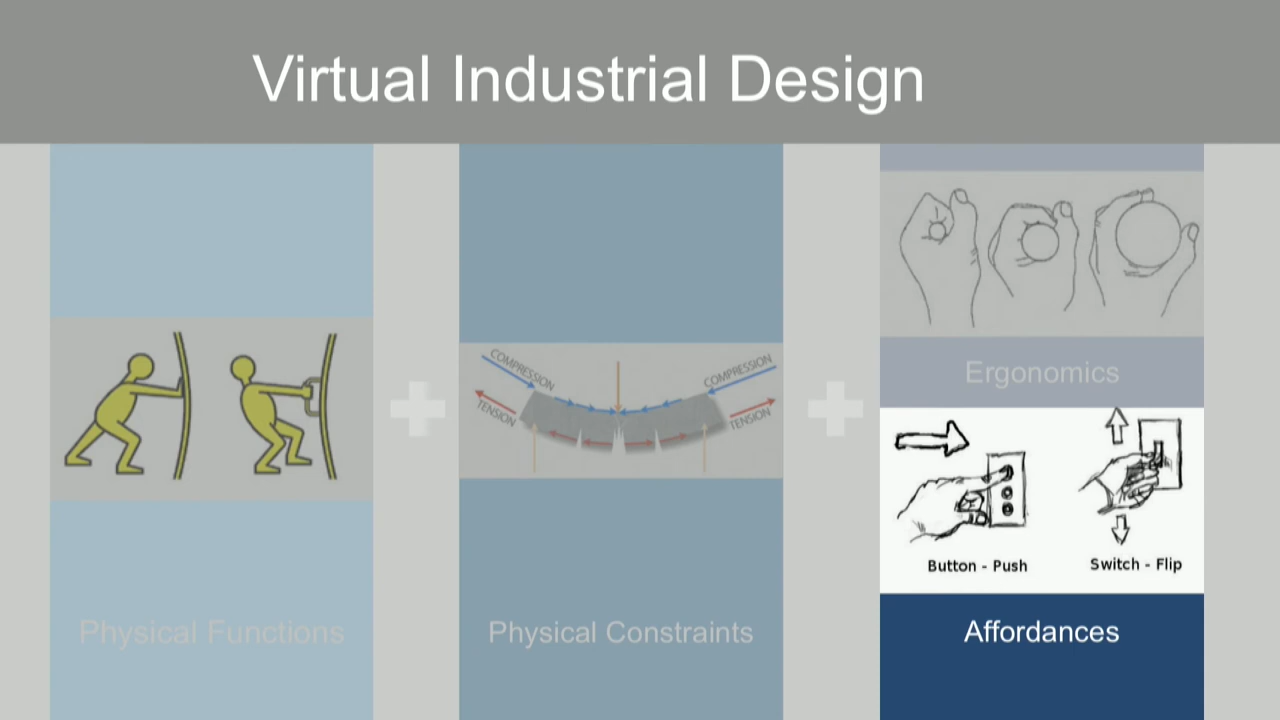 Virtual Industrial Design
Physical Functions
COMPRESSION
COMPRESSION
TENSION
TENSION
Physical Constraints
Ergonomics
Button - Push
Switch - Flip
Affordances